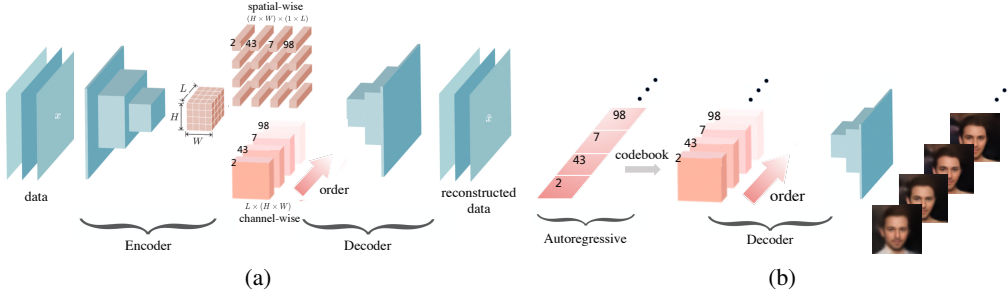 spatial-wise
(H × W) × (1 × L)
2 43 7 98
L
H
W
x
x̂
98
7
43
2
order
L × (H × W)
channel-wise
data
reconstructed
data
Encoder
Decoder
(a)
98
7
43
2
codebook
98
7
43
2
order
Autoregressive
Decoder
(b)